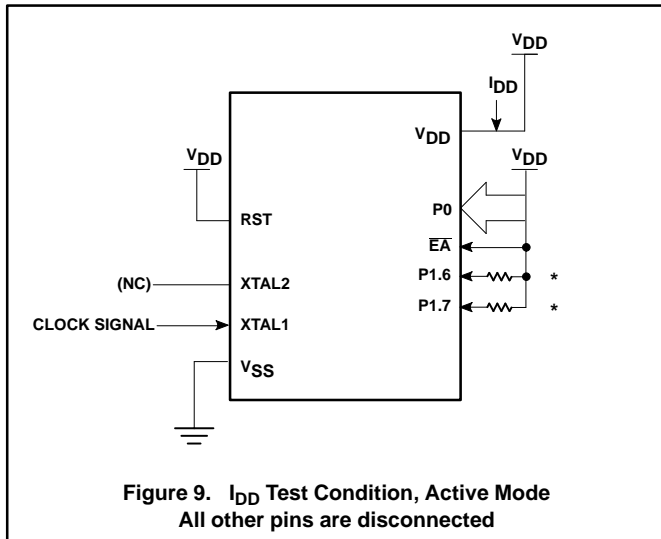 VDD
IDD
VDD
VDD
VDD
RST
P0
EA
P1.6 *
(NC) XTAL2
P1.7 *
CLOCK SIGNAL XTAL1
VSS
Figure 9. IDD Test Condition, Active Mode
All other pins are disconnected